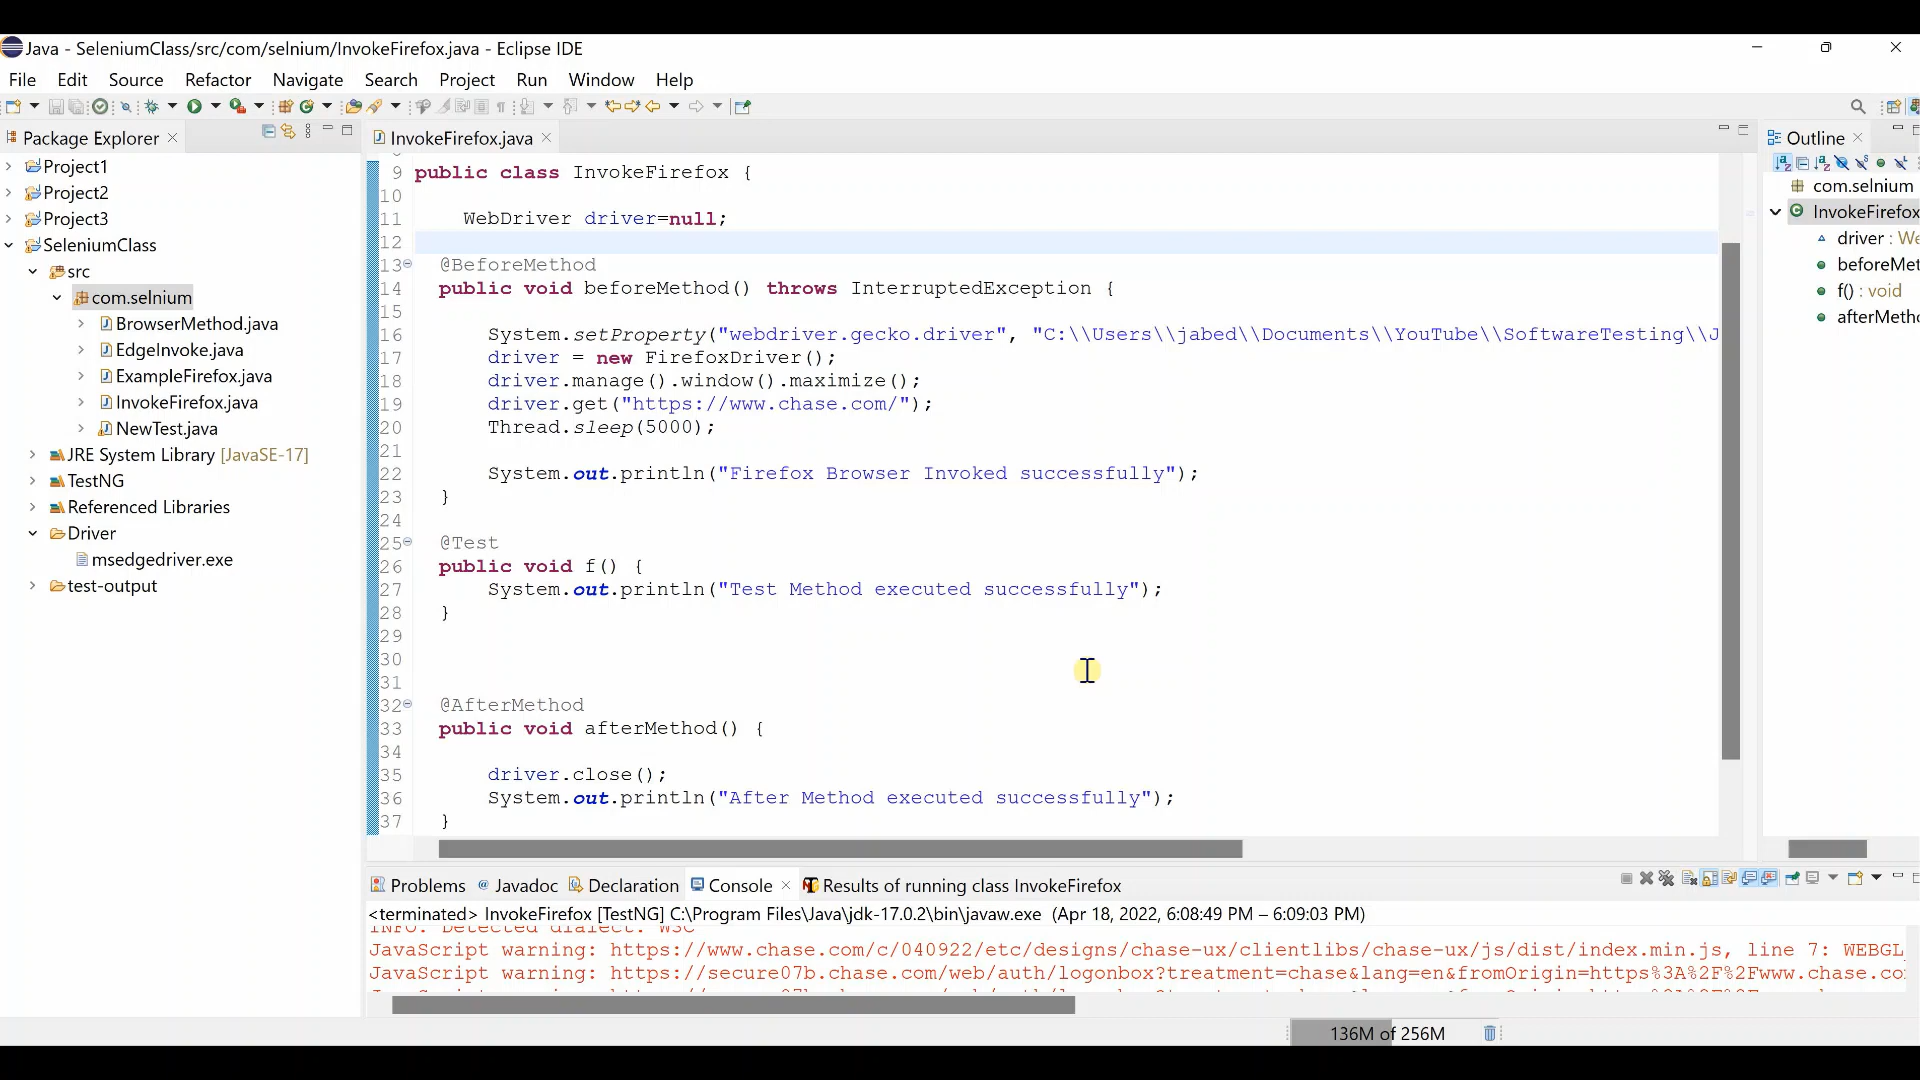 Java - SeleniumClass/src/com/selnium/InvokeFirefox.java - Eclipse IDE
File Edit Source Refactor Navigate Search Project Run Window Help
Package Explorer
Project1
Project2
Project3
SeleniumClass
src
com.selnium
BrowserMethod.java
EdgeInvoke.java
ExampleFirefox.java
InvokeFirefox.java
NewTest.java
JRE System Library [JavaSE-17]
TestNG
Referenced Libraries
Driver
msedgedriver.exe
test-output
InvokeFirefox.java
9 public class InvokeFirefox {
10
11 WebDriver driver=null;
12
13 @BeforeMethod
14 public void beforeMethod() throws InterruptedException {
15
16 System.setProperty("webdriver.gecko.driver", "C:\\Users\\jabed\\Documents\\YouTube\\SoftwareTesting\\J
17 driver = new FirefoxDriver();
18 driver.manage().window().maximize();
19 driver.get("https://www.chase.com/");
20 Thread.sleep(5000);
21
22 System.out.println("Firefox Browser Invoked successfully");
23 }
24
25 @Test
26 public void f() {
27 System.out.println("Test Method executed successfully");
28 }
29
30
31
32 @AfterMethod
33 public void afterMethod() {
34
35 driver.close();
36 System.out.println("After Method executed successfully");
37 }
Outline
com.selnium
InvokeFirefox
driver : We
beforeMet
f() : void
afterMetho
Problems Javadoc Declaration Console Results of running class InvokeFirefox
<terminated> InvokeFirefox [TestNG] C:\Program Files\Java\jdk-17.0.2\bin\javaw.exe (Apr 18, 2022, 6:08:49 PM – 6:09:03 PM)
INFO: Detected dialect: W3C
JavaScript warning: https://www.chase.com/c/040922/etc/designs/chase-ux/clientlibs/chase-ux/js/dist/index.min.js, line 7: WEBGL
JavaScript warning: https://secure07b.chase.com/web/auth/logonbox?treatment=chase&lang=en&fromOrigin=https%3A%2F%2Fwww.chase.co
136M of 256M